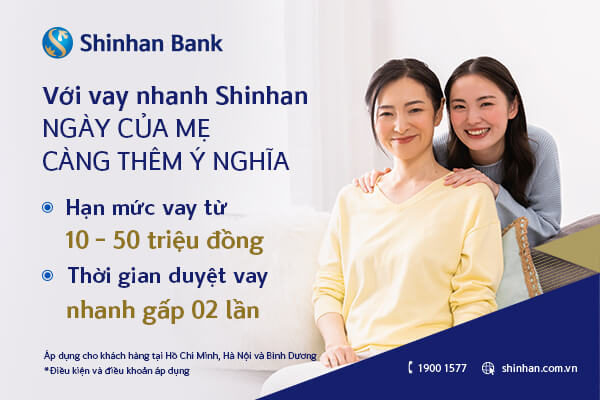 Shinhan Bank
Với vay nhanh Shinhan
NGÀY CỦA MẸ
CÀNG THÊM Ý NGHĨA
Hạn mức vay từ
10 - 50 triệu đồng
Thời gian duyệt vay
nhanh gấp 02 lần
Áp dụng cho khách hàng tại Hồ Chí Minh, Hà Nội và Bình Dương
*Điều kiện và điều khoản áp dụng
1900 1577
shinhan.com.vn